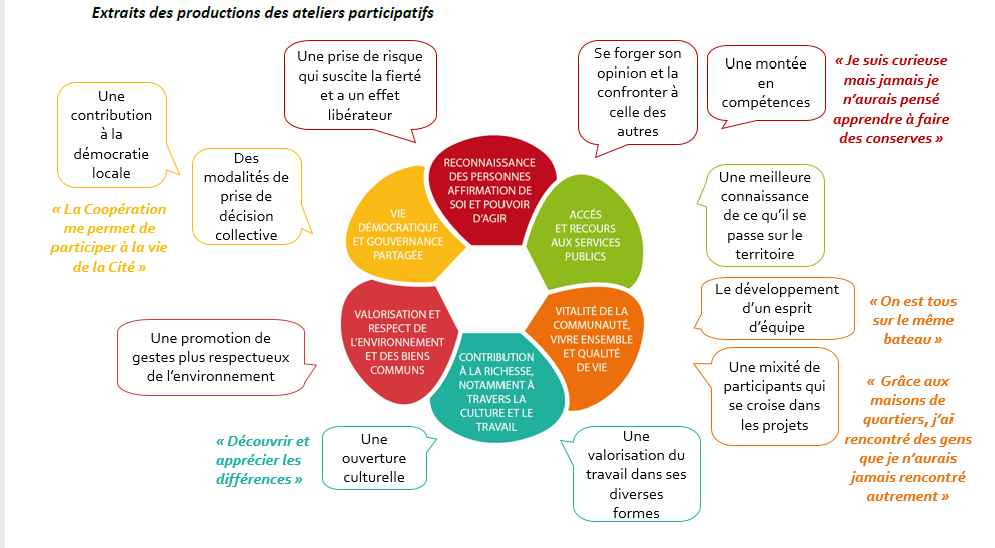 Extraits des productions des ateliers participatifs
Une prise de risque
qui suscite la fierté
et a un effet
libérateur
Se forger son
opinion et la
confronter à
celle des
autres
Une montée
en
compétences
« Je suis curieuse
mais jamais je
n’aurais pensé
apprendre à faire
des conserves »
Une
contribution
à la
démocratie
locale
Des
modalités de
prise de
décision
collective
« La Coopération
me permet de
participer à la vie
de la Cité »
RECONNAISSANCE
DES PERSONNES
AFFIRMATION DE
SOI ET POUVOIR
D’AGIR
VIE
DÉMOCRATIQUE
ET GOUVERNANCE
PARTAGÉE
ACCÉS
ET RECOURS
AUX SERVICES
PUBLICS
Une meilleure
connaissance
de ce qu’il se
passe sur le
territoire
VALORISATION ET
RESPECT DE
L’ENVIRONNEMENT
ET DES BIENS
COMMUNS
VITALITÉ DE LA
COMMUNAUTÉ,
VIVRE ENSEMBLE
ET QUALITÉ
DE VIE
CONTRIBUTION
À LA RICHESSE,
NOTAMMENT À
TRAVERS LA
CULTURE ET LE
TRAVAIL
Le développement
d’un esprit
d’équipe
« On est tous
sur le même
bateau »
Une promotion de
gestes plus respectueux
de l’environnement
Une mixité de
participants qui
se croise dans
les projets
« Grâce aux
maisons de
quartiers, j’ai
rencontré des gens
que je n’aurais
jamais rencontré
autrement »
« Découvrir et
apprécier les
différences »
Une
ouverture
culturelle
Une
valorisation du
travail dans ses
diverses
formes